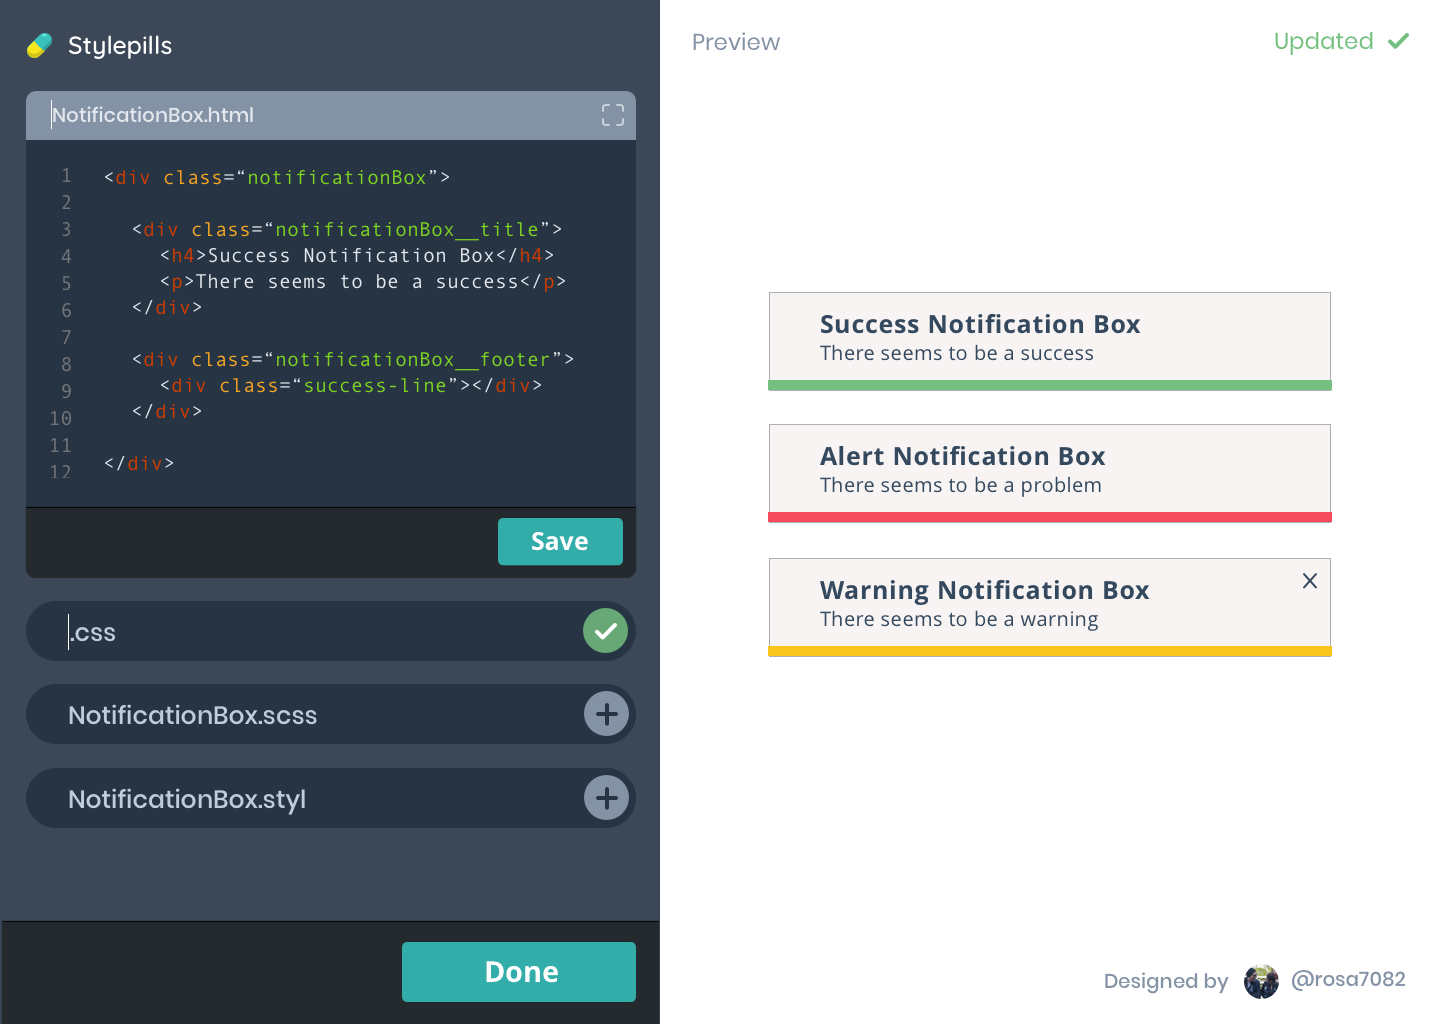 Stylepills
NotificationBox.html
1 <div class=“notificationBox”>
2
3 <div class=“notificationBox__title”>
4 <h4>Success Notification Box</h4>
5 <p>There seems to be a success</p>
6 </div>
7
8 <div class=“notificationBox__footer”>
9 <div class=“success-line”></div>
10 </div>
11
12 </div>
Save
.css
NotificationBox.scss
NotificationBox.styl
Done
Preview
Updated
Success Notification Box
There seems to be a success
Alert Notification Box
There seems to be a problem
Warning Notification Box
There seems to be a warning
Designed by @rosa7082